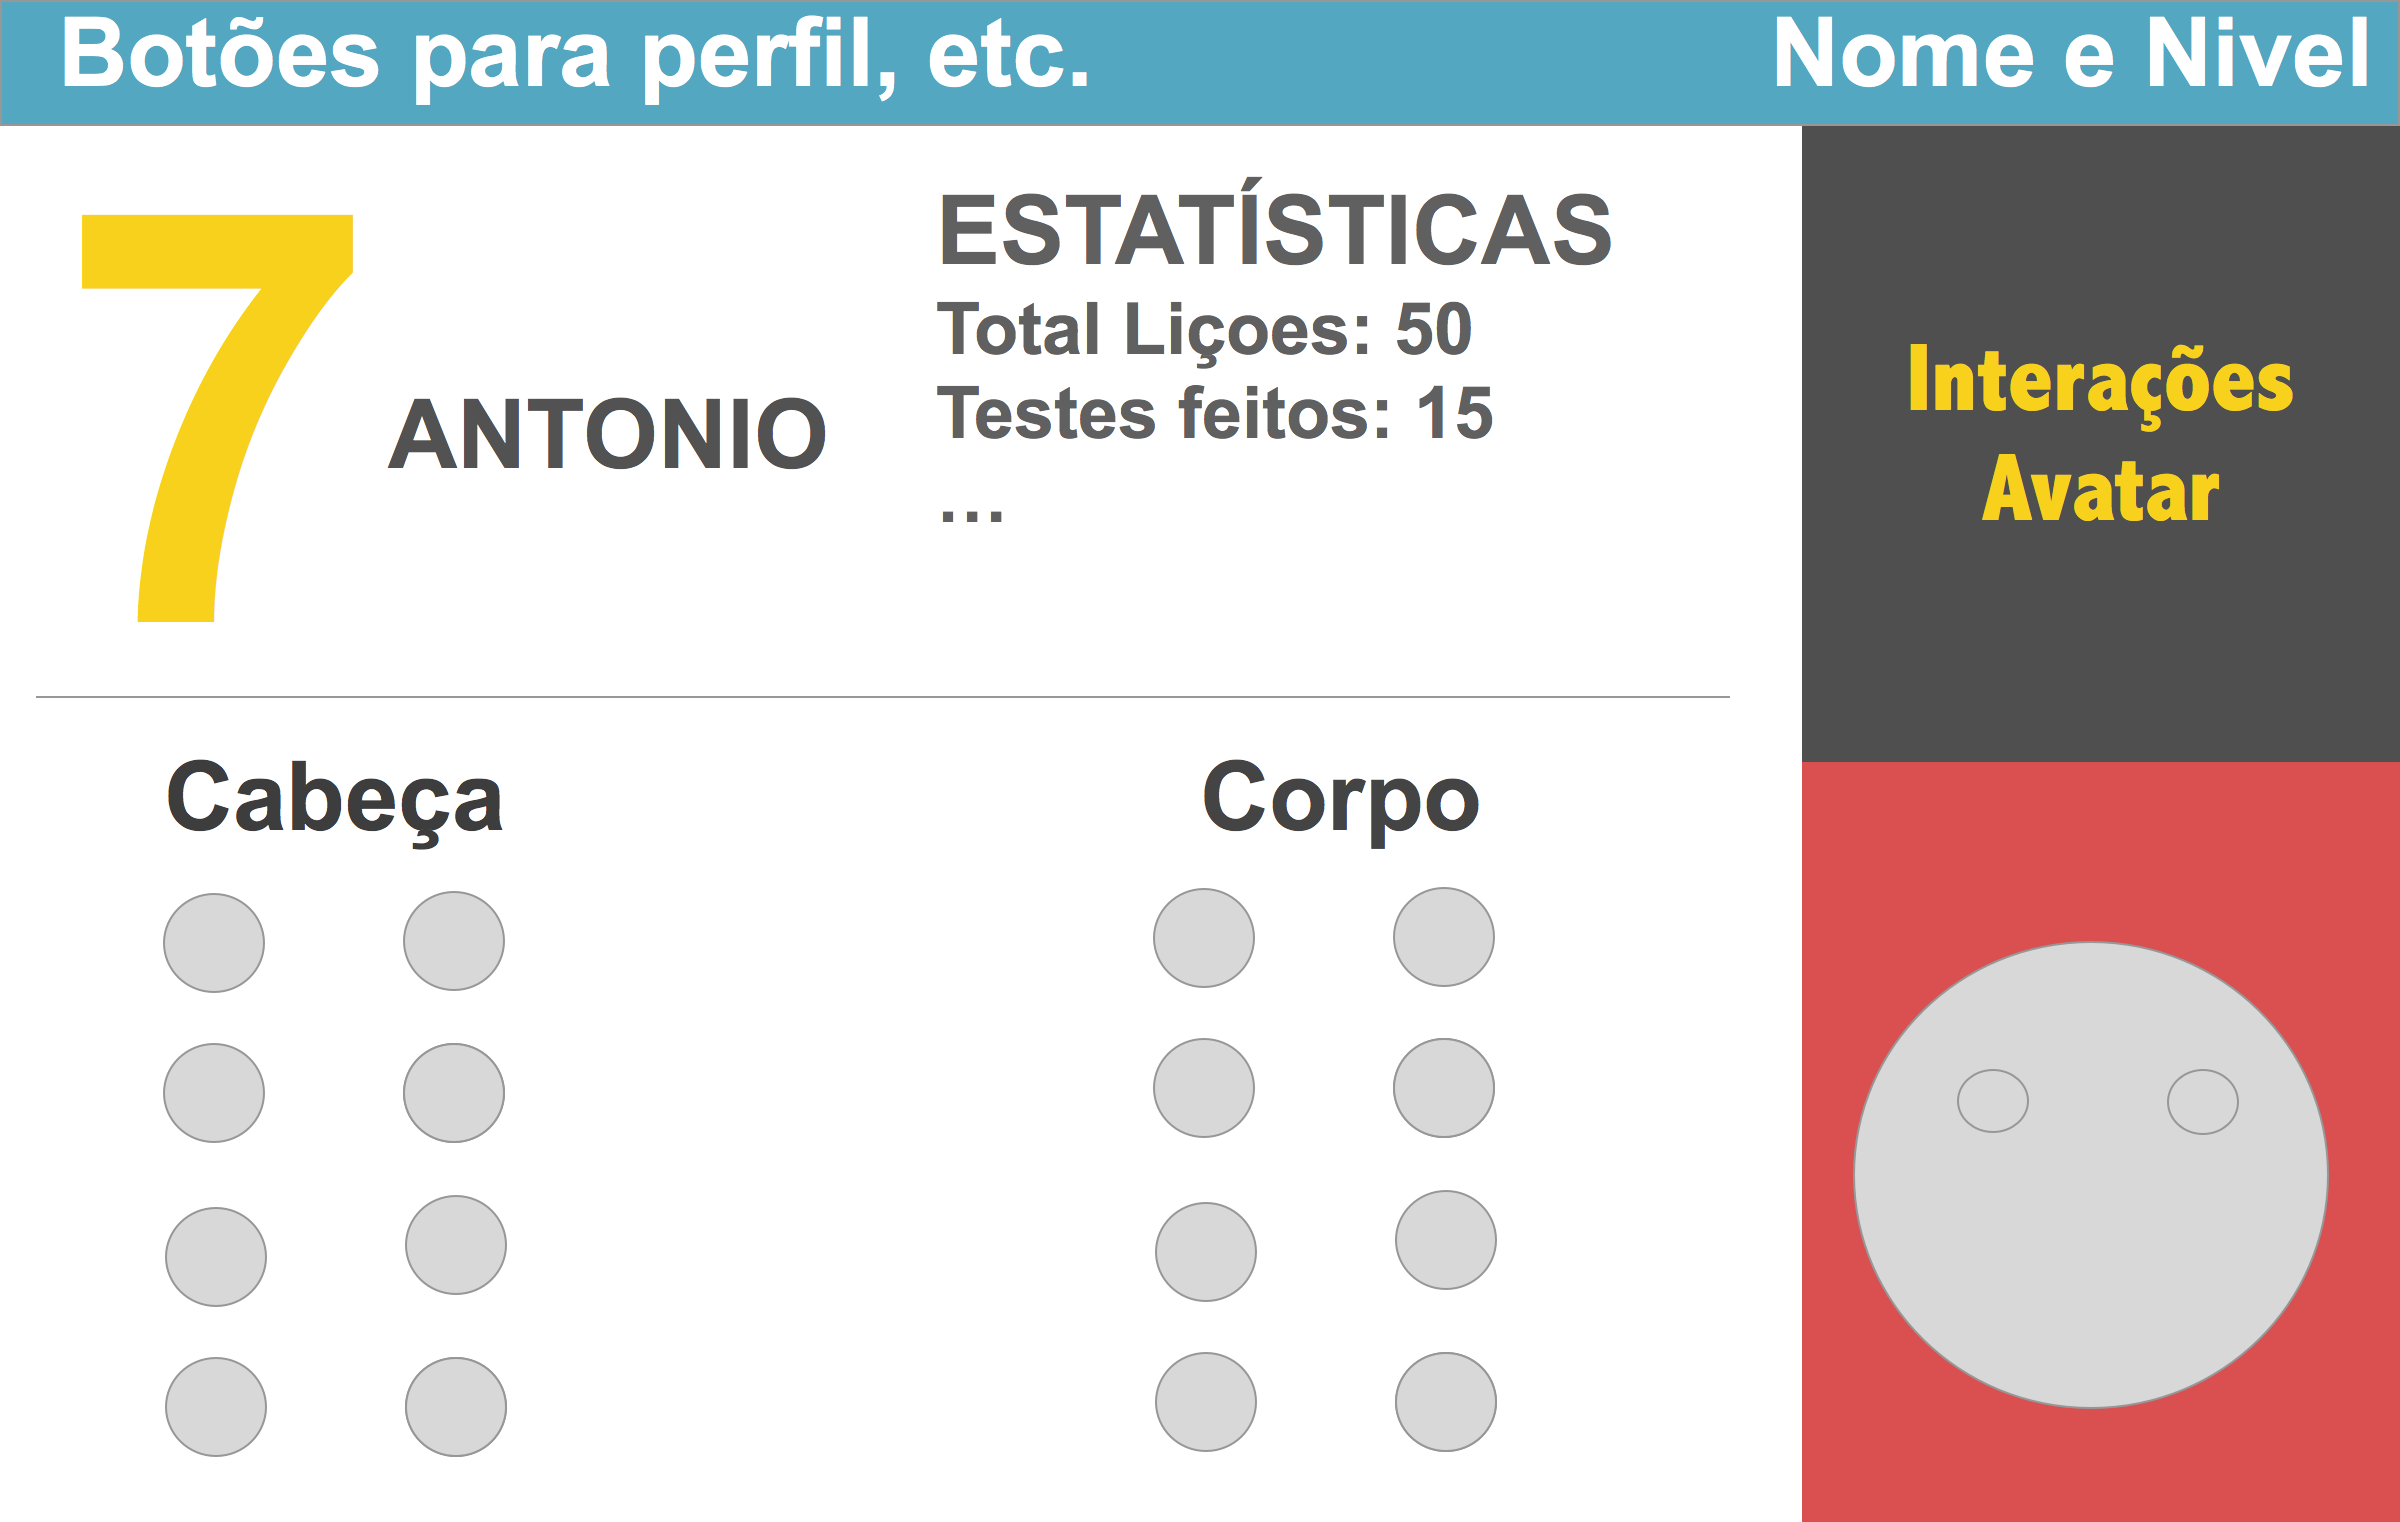 Botões para perfil, etc.
Nome e Nivel
7
ANTONIO
ESTATÍSTICAS
Total Liçoes: 50
Testes feitos: 15
...
Interações
Avatar
Cabeça
Corpo